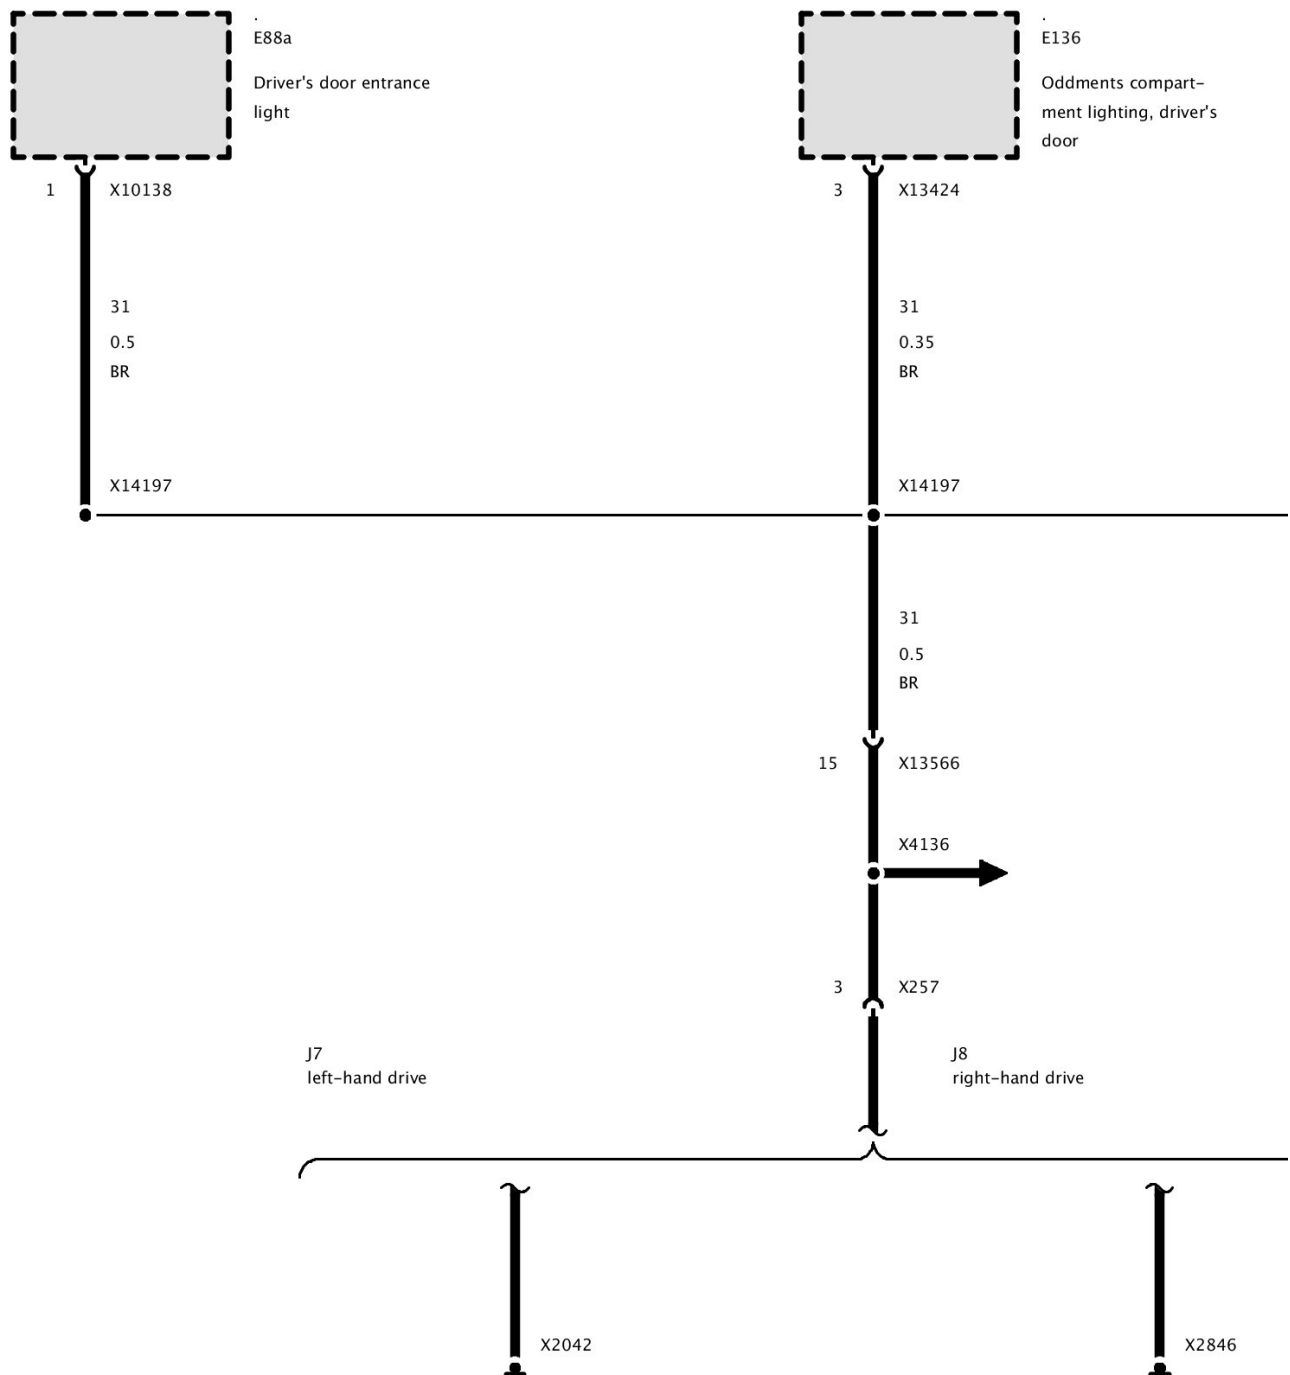 .
E88a
Driver's door entrance
light
.
E136
Oddments compart-
ment lighting, driver's
door
1 X10138
3 X13424
31
0.5
BR
31
0.35
BR
X14197
X14197
31
0.5
BR
15 X13566
X4136
3 X257
J7
left-hand drive
J8
right-hand drive
X2042
X2846